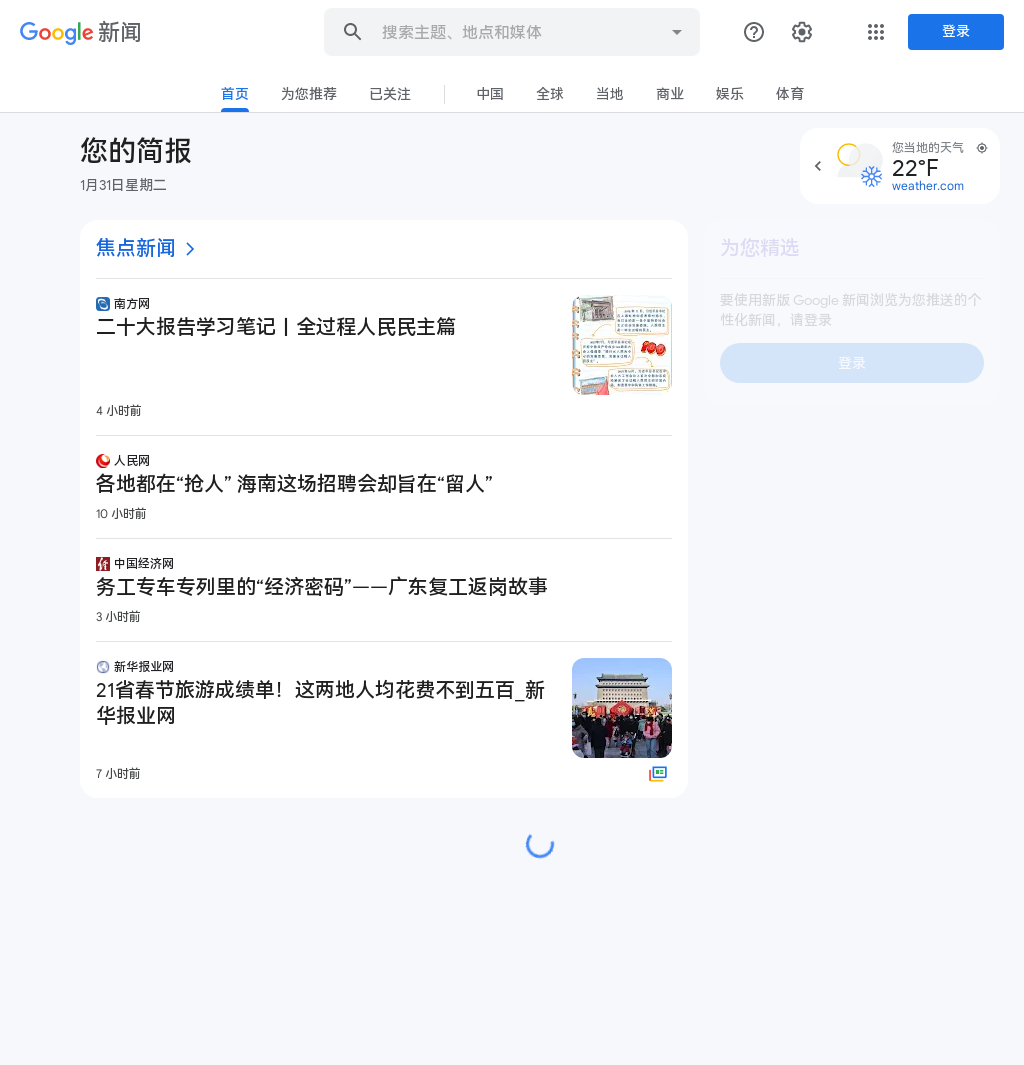 Google 新闻
搜索主题、地点和媒体
登录
首页 为您推荐 已关注 中国 全球 当地 商业 娱乐 体育
您的简报
1月31日星期二
您当地的天气
22°F
weather.com
焦点新闻
南方网
二十大报告学习笔记丨全过程人民民主篇
4 小时前
人民网
各地都在“抢人” 海南这场招聘会却旨在“留人”
10 小时前
中国经济网
务工专车专列里的“经济密码”——广东复工返岗故事
3 小时前
新华报业网
21省春节旅游成绩单！这两地人均花费不到五百_新
华报业网
7 小时前
为您精选
要使用新版 Google 新闻浏览为您推送的个
性化新闻，请登录
登录